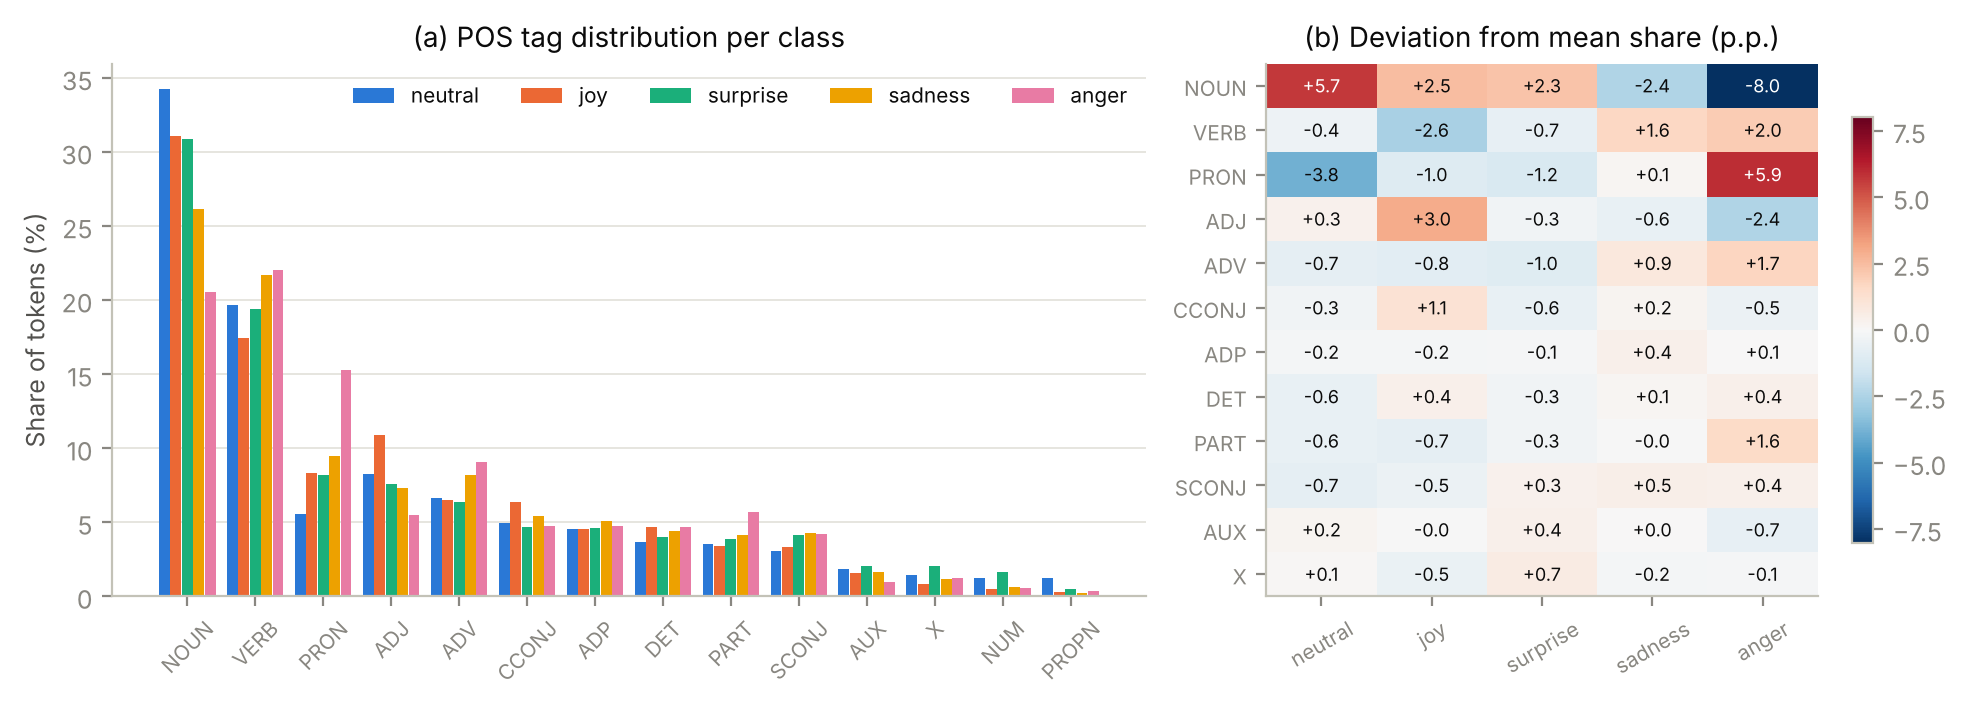 (a) POS tag distribution per class
neutral joy surprise sadness anger
Share of tokens (%)
35
30
25
20
15
10
5
0
NOUN VERB PRON ADJ ADV CCONJ ADP DET PART SCONJ AUX X NUM PROPN
(b) Deviation from mean share (p.p.)
NOUN +5.7 +2.5 +2.3 -2.4 -8.0
VERB -0.4 -2.6 -0.7 +1.6 +2.0
PRON -3.8 -1.0 -1.2 +0.1 +5.9
ADJ +0.3 +3.0 -0.3 -0.6 -2.4
ADV -0.7 -0.8 -1.0 +0.9 +1.7
CCONJ -0.3 +1.1 -0.6 +0.2 -0.5
ADP -0.2 -0.2 -0.1 +0.4 +0.1
DET -0.6 +0.4 -0.3 +0.1 +0.4
PART -0.6 -0.7 -0.3 -0.0 +1.6
SCONJ -0.7 -0.5 +0.3 +0.5 +0.4
AUX +0.2 -0.0 +0.4 +0.0 -0.7
X +0.1 -0.5 +0.7 -0.2 -0.1
neutral joy surprise sadness anger
7.5
5.0
2.5
0.0
−2.5
−5.0
−7.5